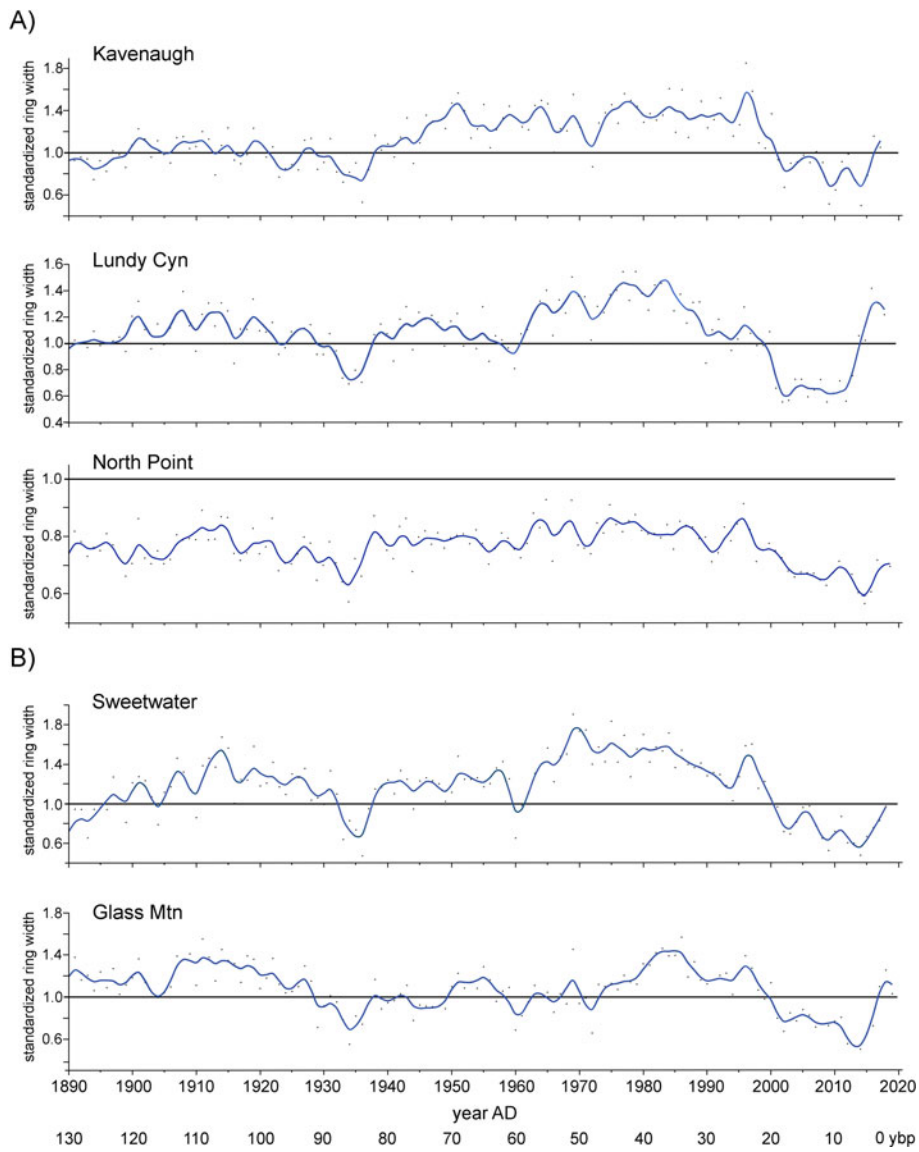 A)
Kavenaugh
standardized ring width
1.8
1.4
1.0
0.6
Lundy Cyn
standardized ring width
1.6
1.4
1.2
1.0
0.8
0.6
0.4
North Point
standardized ring width
1.0
0.8
0.6
B)
Sweetwater
standardized ring width
1.8
1.4
1.0
0.6
Glass Mtn
standardized ring width
1.8
1.4
1.0
0.6
1890 1900 1910 1920 1930 1940 1950 1960 1970 1980 1990 2000 2010 2020
year AD
130 120 110 100 90 80 70 60 50 40 30 20 10 0 ybp